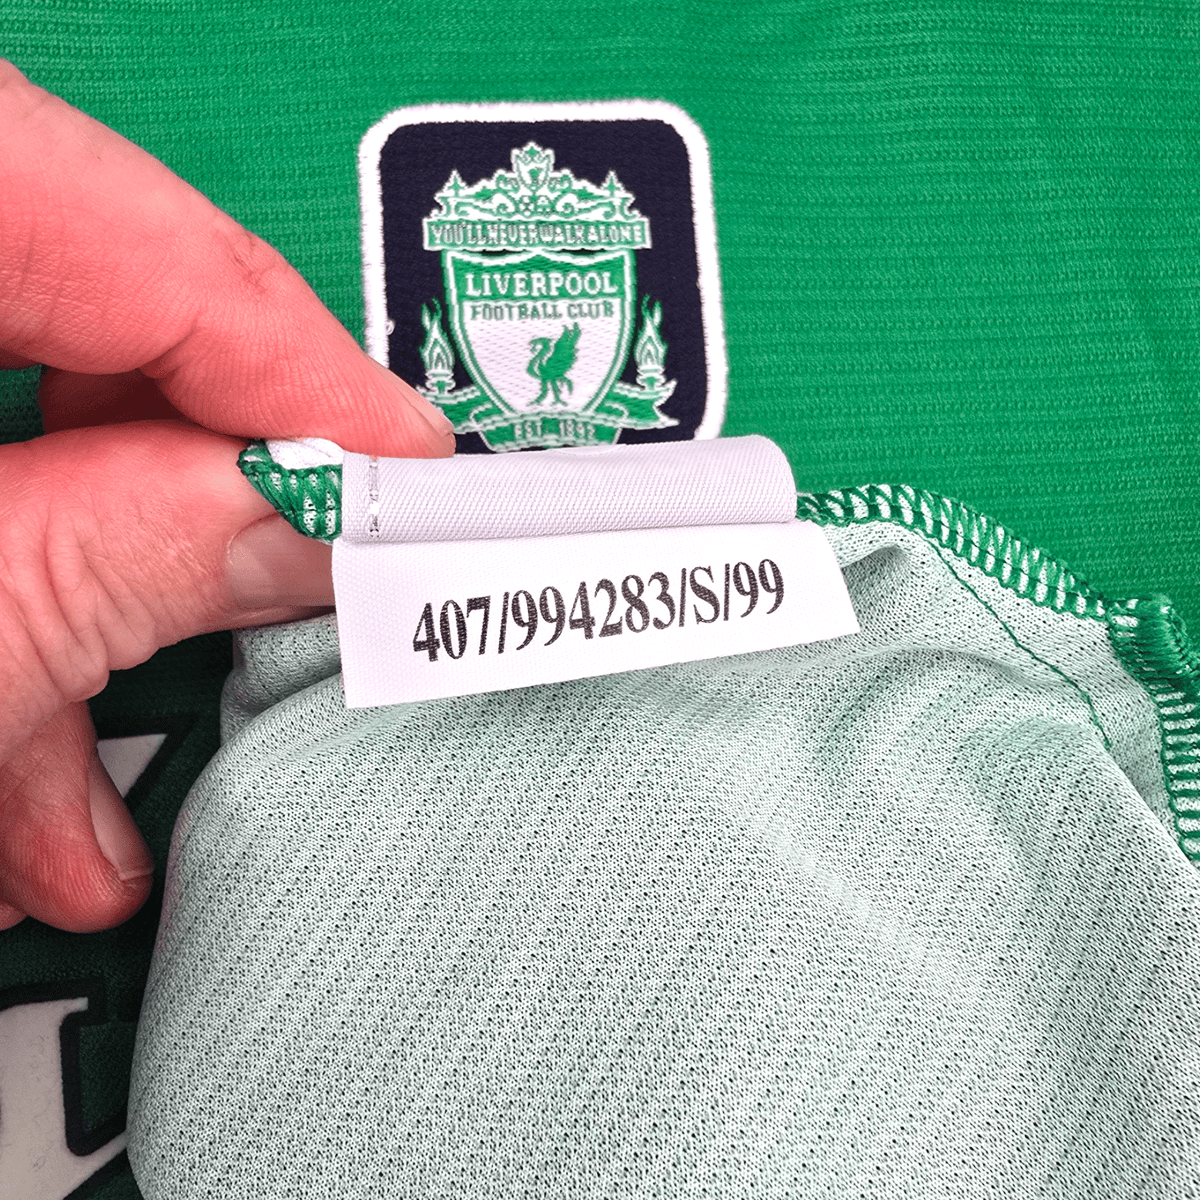 YOU'LL NEVER WALK ALONE
LIVERPOOL
FOOTBALL CLUB
EST 1892
407/994283/S/99